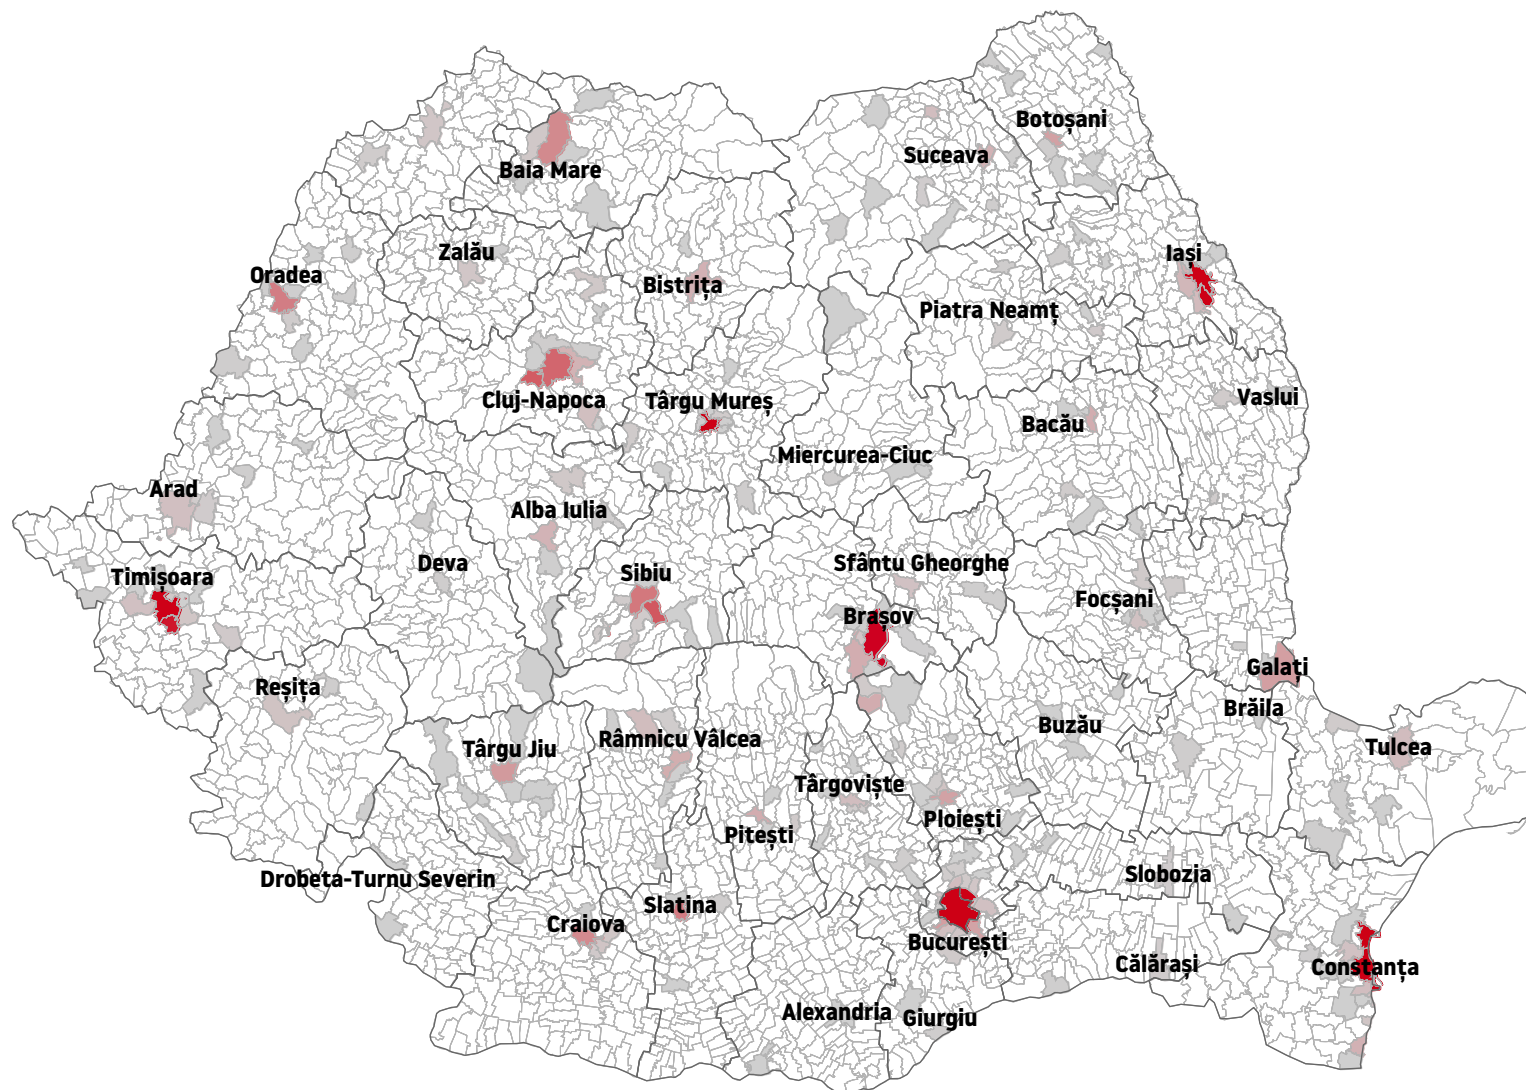 Botoșani
Suceava
Baia Mare
Zalău
Iași
Oradea
Bistrița
Piatra Neamț
Cluj-Napoca
Târgu Mureș
Vaslui
Bacău
Miercurea-Ciuc
Arad
Alba Iulia
Deva
Sfântu Gheorghe
Sibiu
Timișoara
Focșani
Brașov
Galați
Reșița
Brăila
Buzău
Râmnicu Vâlcea
Târgu Jiu
Tulcea
Târgoviște
Ploiești
Pitești
Slobozia
Drobeta-Turnu Severin
Slatina
Craiova
București
Călărași
Constanța
Alexandria
Giurgiu